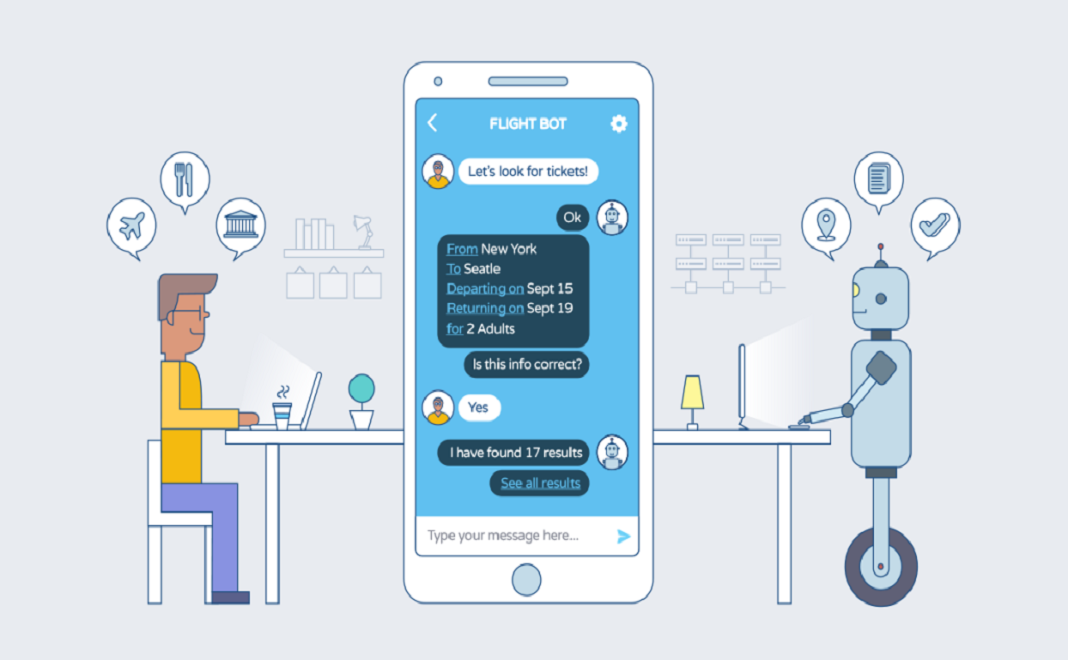 FLIGHT BOT
Let's look for tickets!
Ok
From New York
To Seatle
Departing on Sept 15
Returning on Sept 19
for 2 Adults
Is this info correct?
Yes
I have found 17 results
See all results
Type your message here...